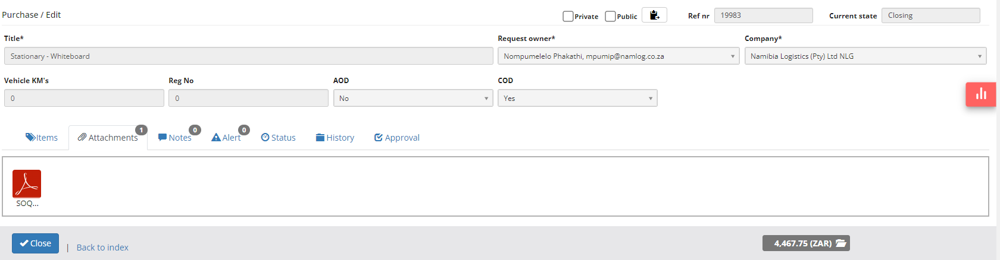 Purchase / Edit
Private
Public
Ref nr
19983
Current state
Closing
Title*
Request owner*
Company*
Stationary - Whiteboard
Nompumelelo Phakathi, mpumip@namlog.co.za
Namibia Logistics (Pty) Ltd NLG
Vehicle KM's
Reg No
AOD
COD
0
0
No
Yes
Items
Attachments 1
Notes 0
Alert 0
Status
History
Approval
SOQ...
Close
| Back to index
4,467.75 (ZAR)